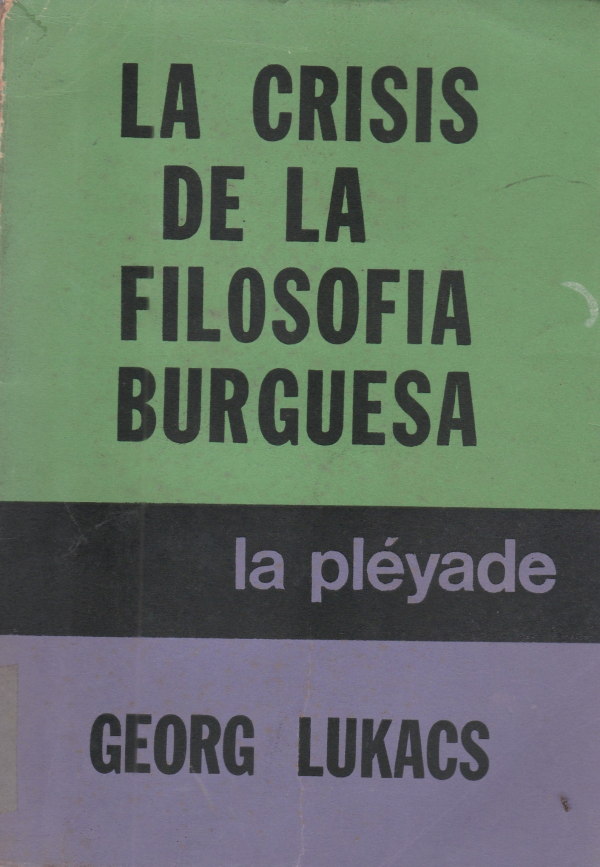 LA CRISIS
DE LA
FILOSOFIA
BURGUESA
la pléyade
GEORG LUKACS